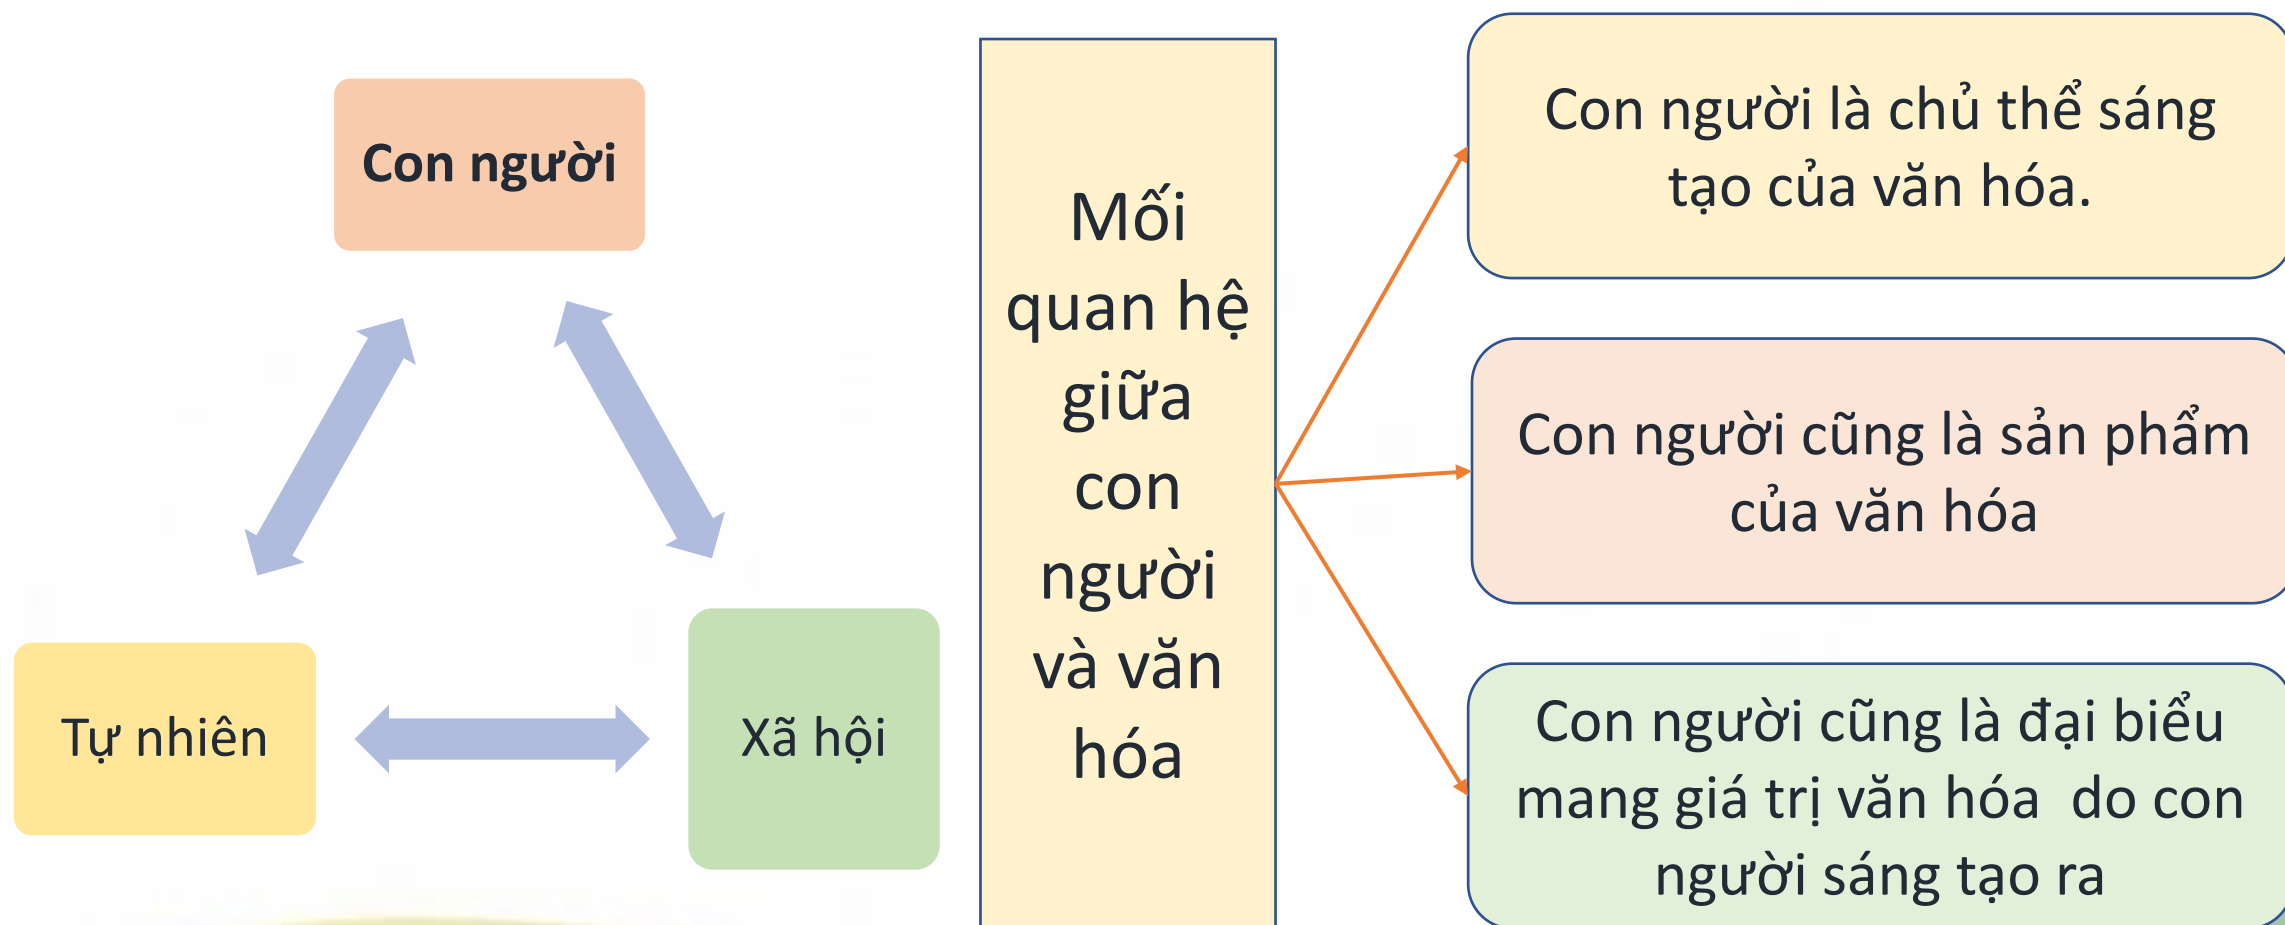 Con người
Tự nhiên
Xã hội
Mối
quan hệ
giữa
con
người
và văn
hóa
Con người là chủ thể sáng
tạo của văn hóa.
Con người cũng là sản phẩm
của văn hóa
Con người cũng là đại biểu
mang giá trị văn hóa  do con
người sáng tạo ra